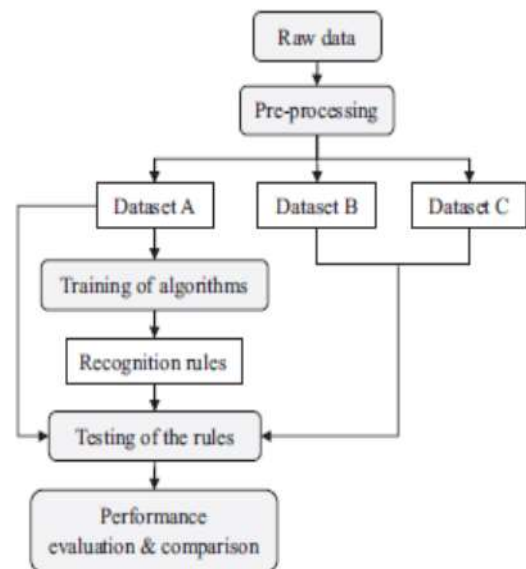 Raw data
Pre-processing
Dataset A
Dataset B
Dataset C
Training of algorithms
Recognition rules
Testing of the rules
Performance
evaluation & comparison